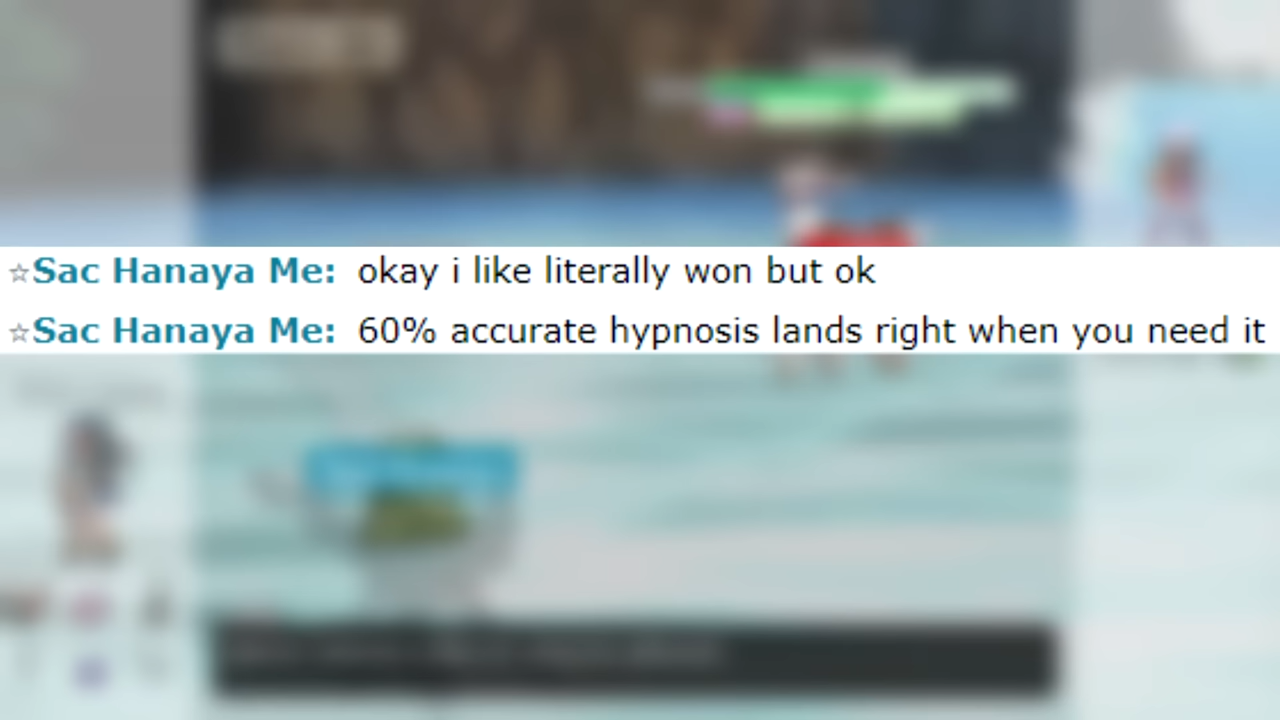 ☆Sac Hanaya Me: okay i like literally won but ok
☆Sac Hanaya Me: 60% accurate hypnosis lands right when you need it